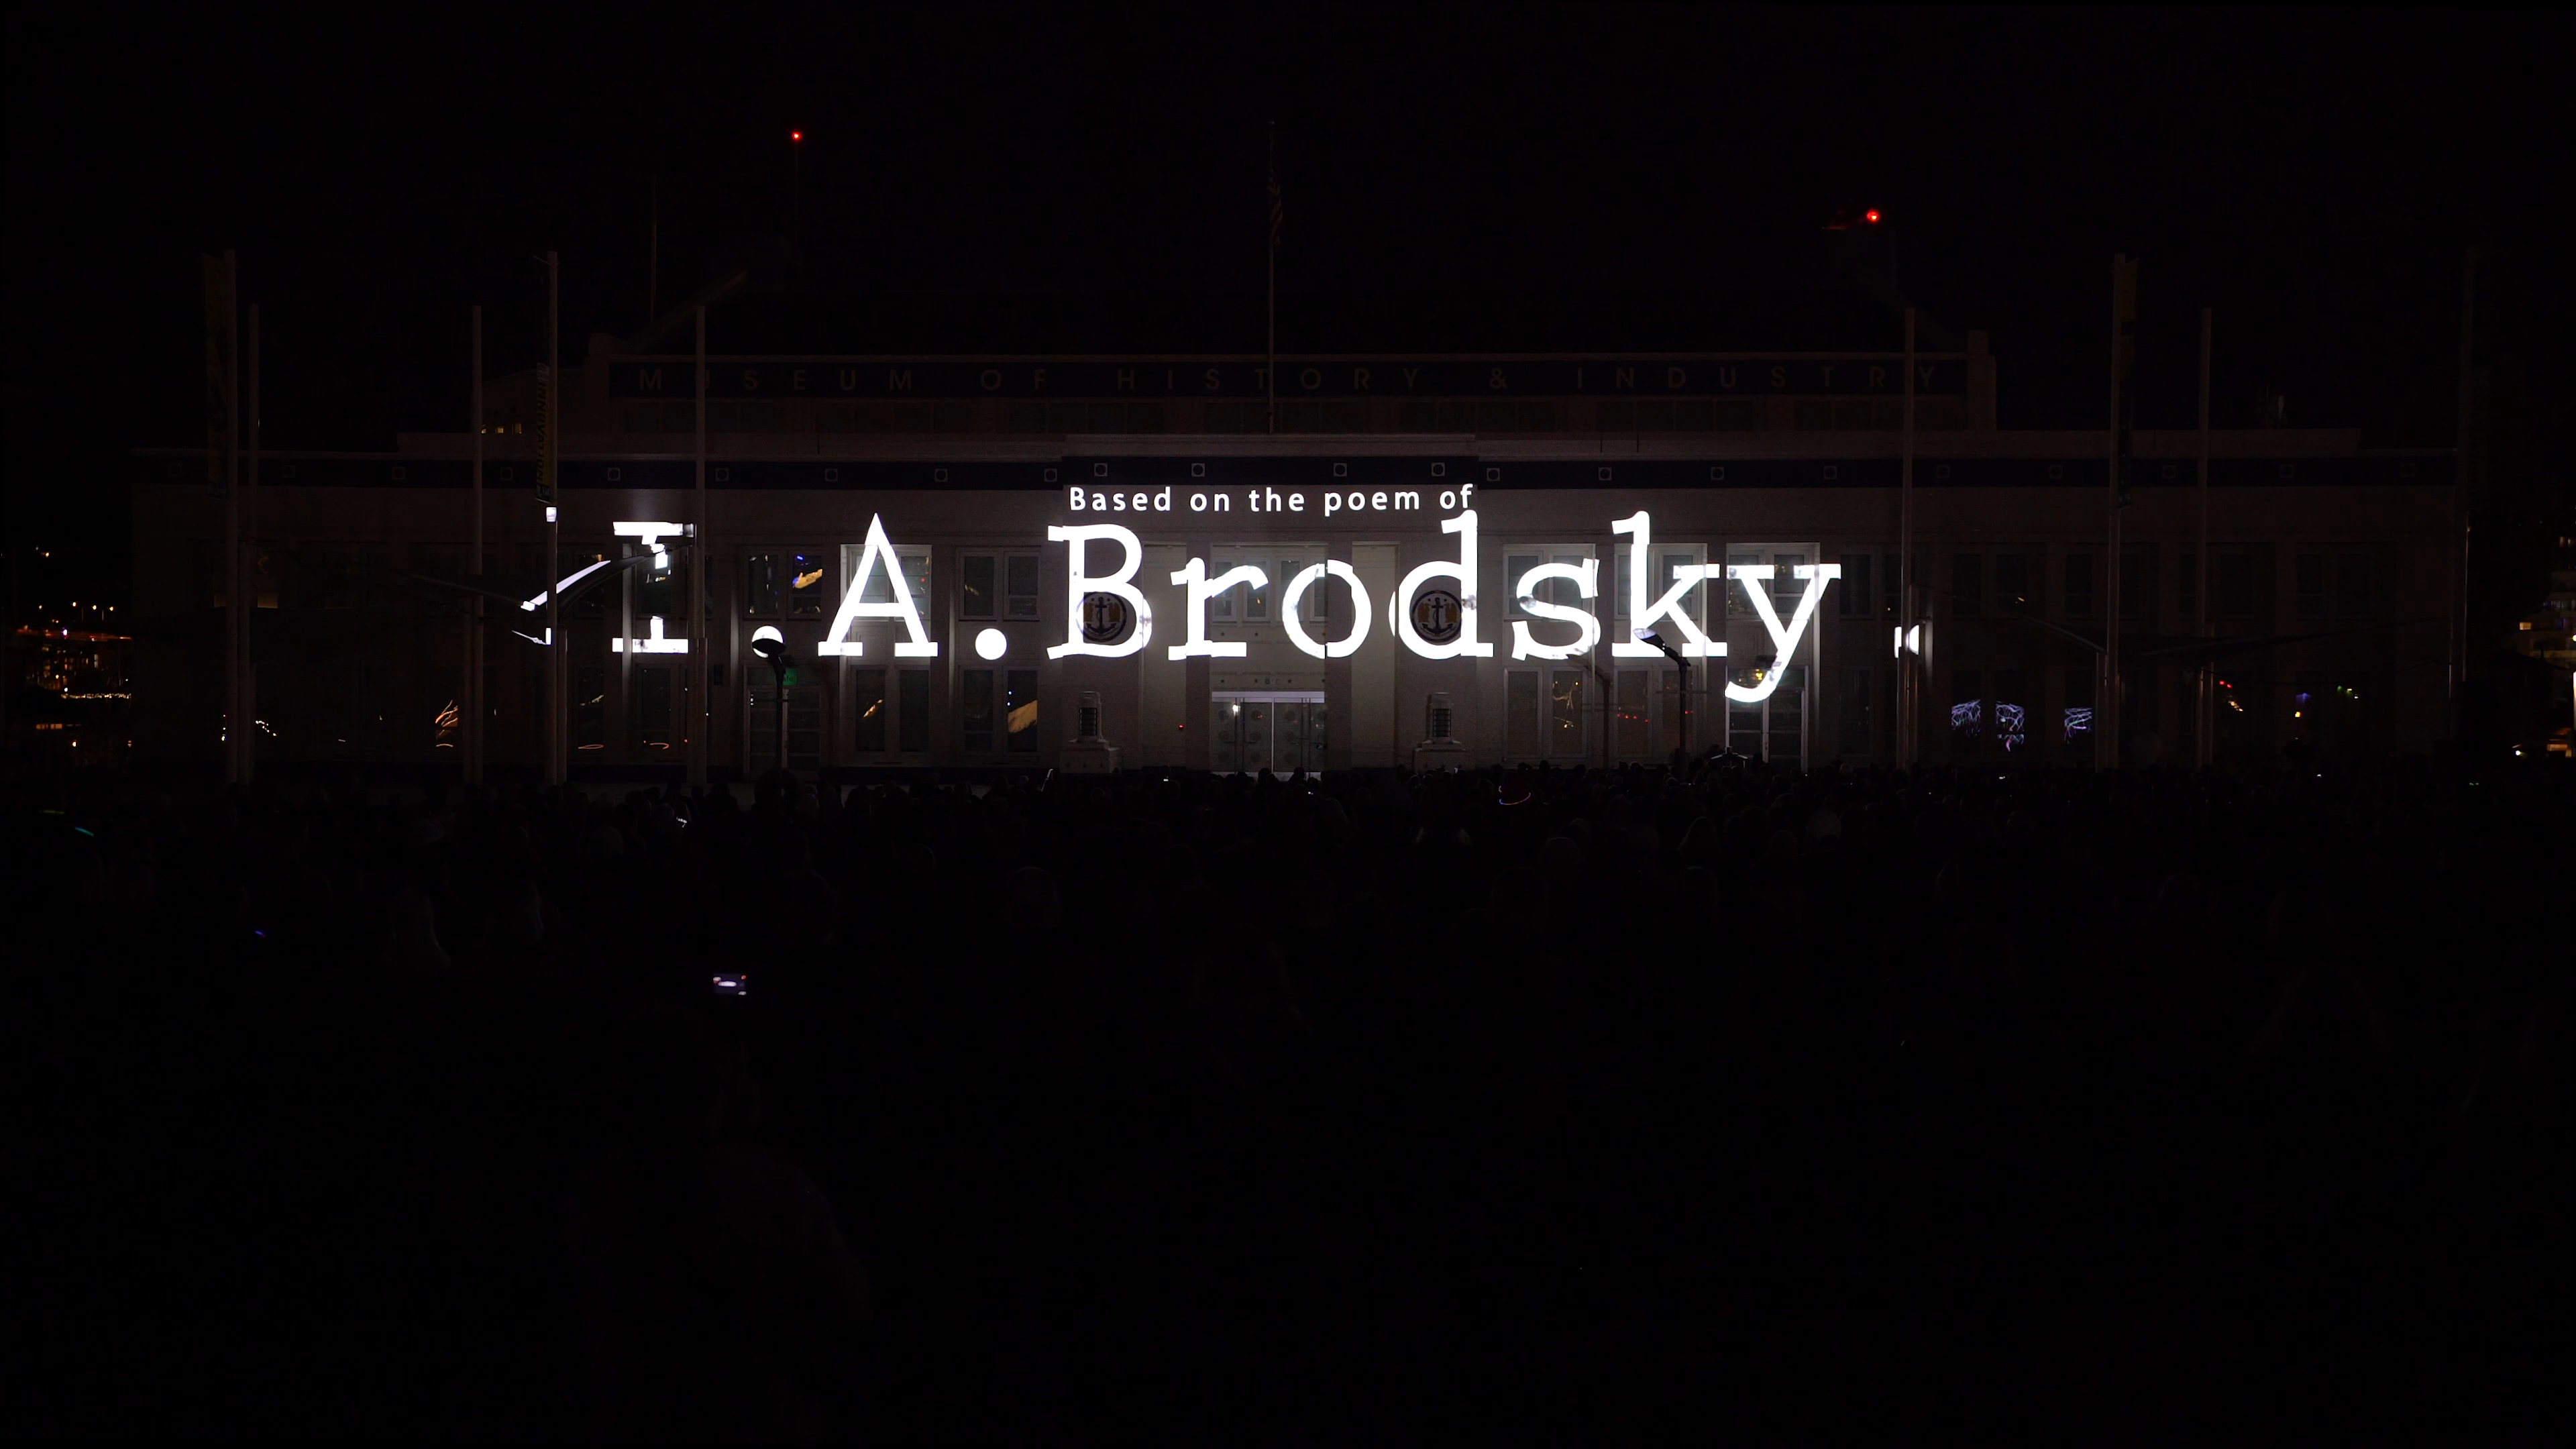 MUSEUM OF HISTORY & INDUSTRY
Based on the poem of
I.A.Brodsky.